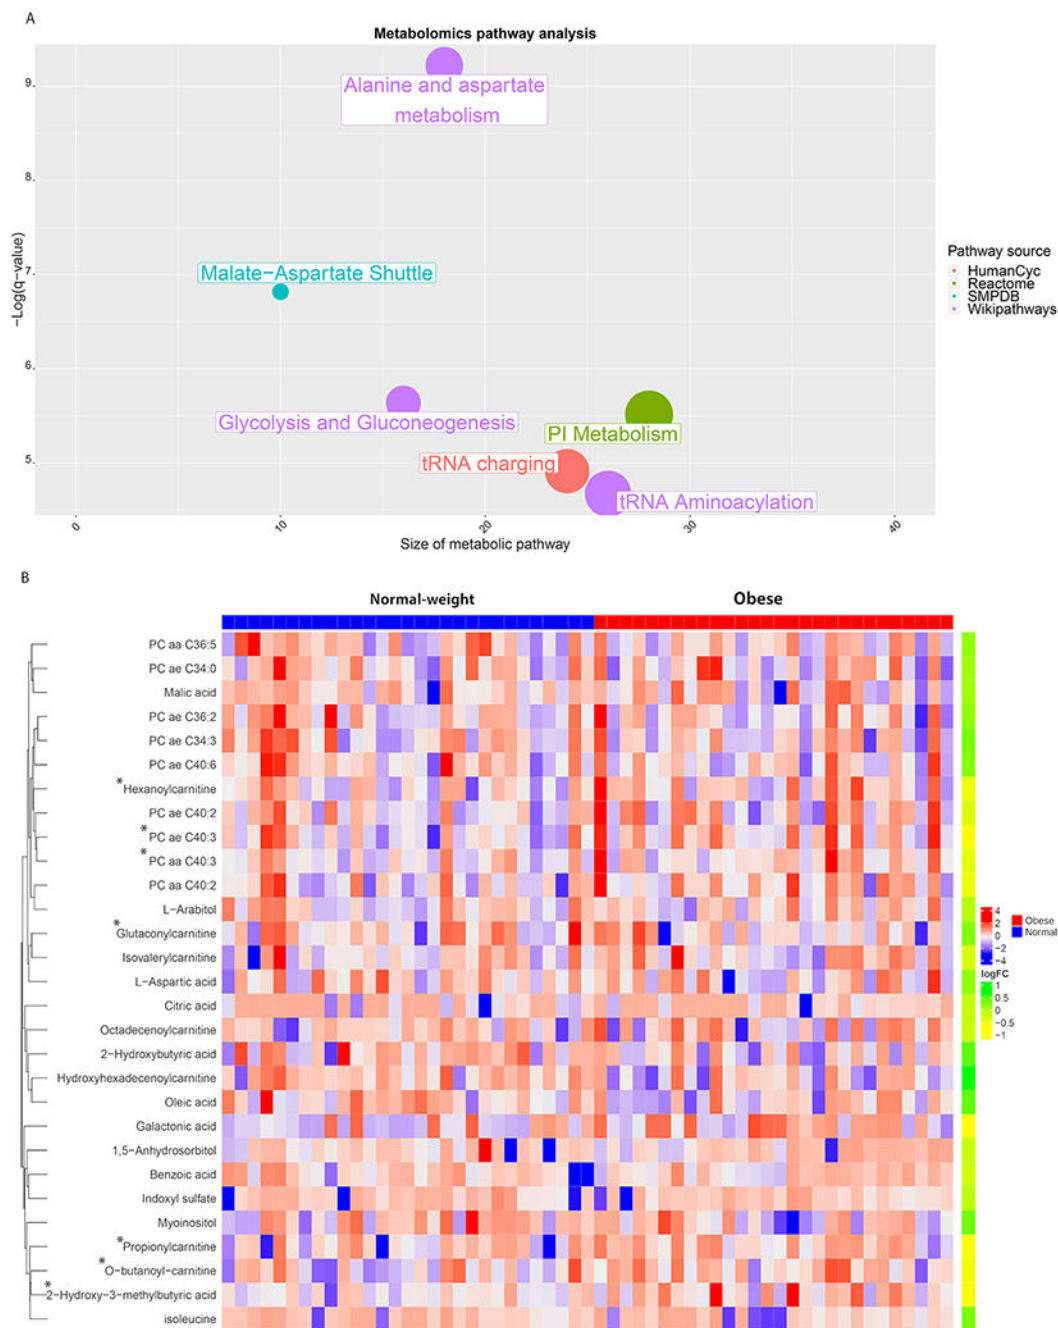 A
Metabolomics pathway analysis
9
8
7
6
5
−Log(q−value)
Alanine and aspartate
metabolism
Malate−Aspartate Shuttle
Glycolysis and Gluconeogenesis
PI Metabolism
tRNA charging
tRNA Aminoacylation
0
10
20
30
40
Size of metabolic pathway
Pathway source
HumanCyc
Reactome
SMPDB
Wikipathways
B
Normal-weight
Obese
PC aa C36:5
PC ae C34:0
Malic acid
PC ae C36:2
PC ae C34:3
PC ae C40:6
*Hexanoylcarnitine
PC ae C40:2
*PC ae C40:3
*PC aa C40:3
PC aa C40:2
L−Arabitol
*Glutaconylcarnitine
Isovalerylcarnitine
L−Aspartic acid
Citric acid
Octadecenoylcarnitine
2−Hydroxybutyric acid
Hydroxyhexadecenoylcarnitine
Oleic acid
Galactonic acid
1,5−Anhydrosorbitol
Benzoic acid
Indoxyl sulfate
Myoinositol
*Propionylcarnitine
*O−butanoyl−carnitine
*2−Hydroxy−3−methylbutyric acid
isoleucine
4
2
0
−2
−4
Obese
Normal
logFC
1
0.5
0
−0.5
−1